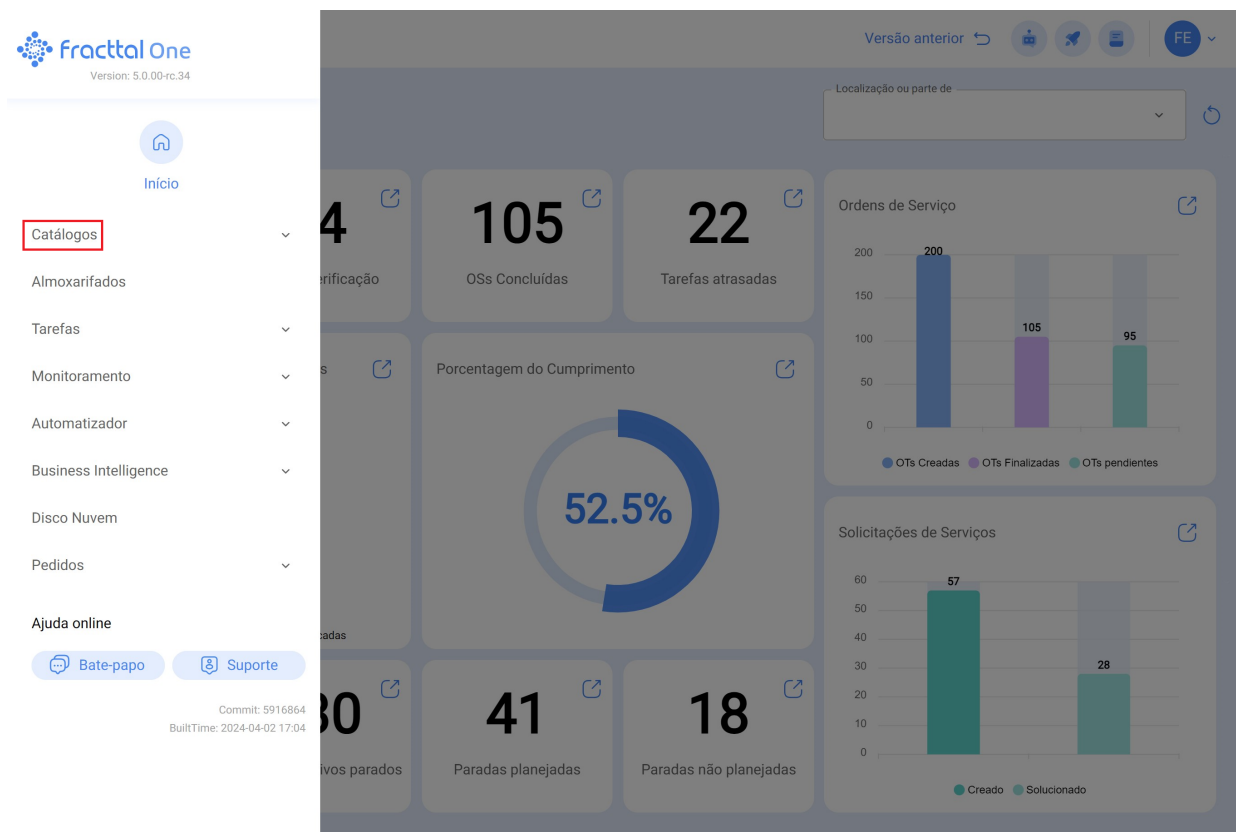 fracttal One
Version: 5.0.00-rc.34
Início
Catálogos
Almoxarifados
Tarefas
Monitoramento
Automatizador
Business Intelligence
Disco Nuvem
Pedidos
Ajuda online
Bate-papo
Suporte
Commit: 5916864
BuiltTime: 2024-04-02 17:04
Versão anterior
FE
Localização ou parte de
4
105
OSs Concluídas
22
Tarefas atrasadas
Ordens de Serviço
200
150
100
50
0
200
105
95
OTs Creadas
OTs Finalizadas
OTs pendientes
s
Porcentagem do Cumprimento
52.5%
Solicitações de Serviços
60
50
40
30
20
10
0
57
28
Creado
Solucionado
parados
41
Paradas planejadas
18
Paradas não planejadas